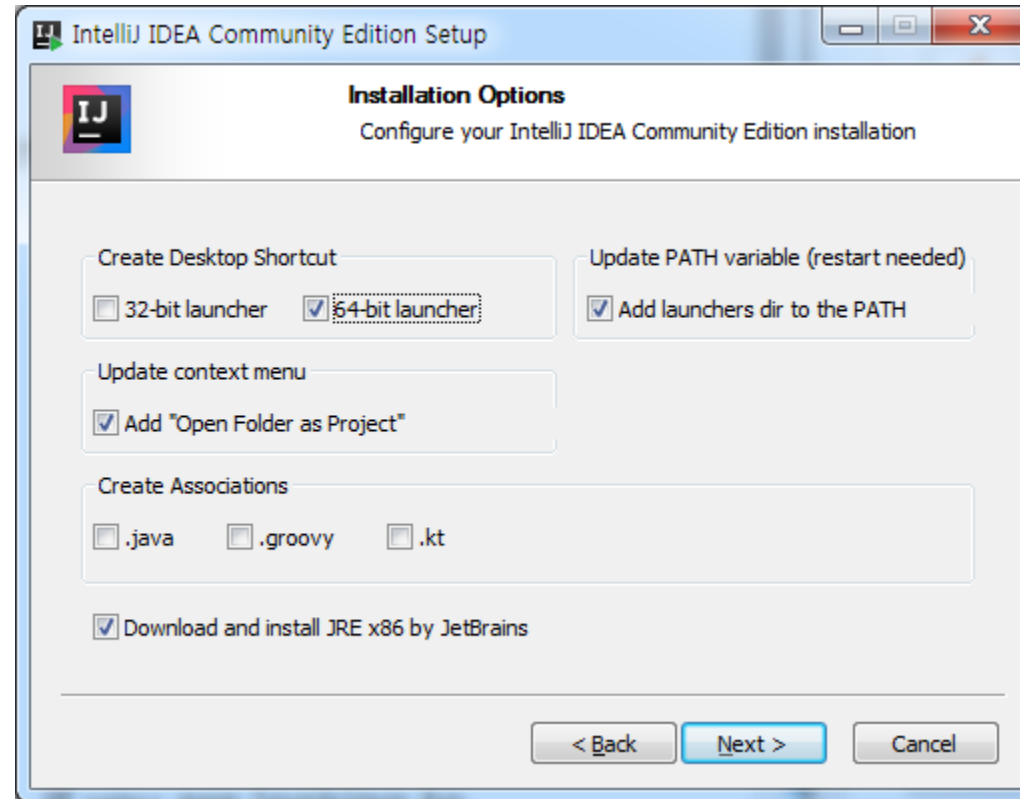 IntelliJ IDEA Community Edition Setup
IJ
Installation Options
Configure your IntelliJ IDEA Community Edition installation
Create Desktop Shortcut
32-bit launcher 64-bit launcher
Update PATH variable (restart needed)
Add launchers dir to the PATH
Update context menu
Add "Open Folder as Project"
Create Associations
.java .groovy .kt
Download and install JRE x86 by JetBrains
< Back Next > Cancel